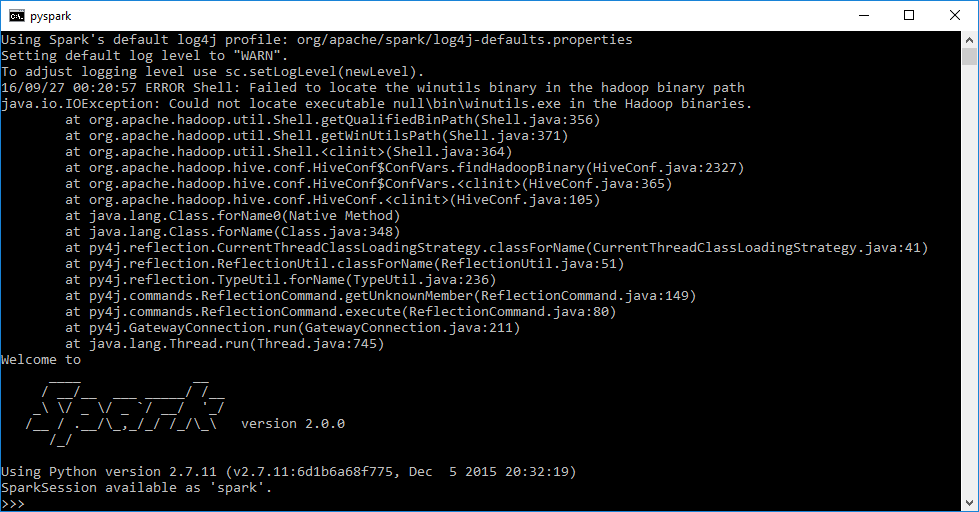 pyspark
Using Spark's default log4j profile: org/apache/spark/log4j-defaults.properties
Setting default log level to "WARN".
To adjust logging level use sc.setLogLevel(newLevel).
16/09/27 00:20:57 ERROR Shell: Failed to locate the winutils binary in the hadoop binary path
java.io.IOException: Could not locate executable null\bin\winutils.exe in the Hadoop binaries.
        at org.apache.hadoop.util.Shell.getQualifiedBinPath(Shell.java:356)
        at org.apache.hadoop.util.Shell.getWinUtilsPath(Shell.java:371)
        at org.apache.hadoop.util.Shell.<clinit>(Shell.java:364)
        at org.apache.hadoop.hive.conf.HiveConf$ConfVars.findHadoopBinary(HiveConf.java:2327)
        at org.apache.hadoop.hive.conf.HiveConf$ConfVars.<clinit>(HiveConf.java:365)
        at org.apache.hadoop.hive.conf.HiveConf.<clinit>(HiveConf.java:105)
        at java.lang.Class.forName0(Native Method)
        at java.lang.Class.forName(Class.java:348)
        at py4j.reflection.CurrentThreadClassLoadingStrategy.classForName(CurrentThreadClassLoadingStrategy.java:41)
        at py4j.reflection.ReflectionUtil.classForName(ReflectionUtil.java:51)
        at py4j.reflection.TypeUtil.forName(TypeUtil.java:236)
        at py4j.commands.ReflectionCommand.getUnknownMember(ReflectionCommand.java:149)
        at py4j.commands.ReflectionCommand.execute(ReflectionCommand.java:80)
        at py4j.GatewayConnection.run(GatewayConnection.java:211)
        at java.lang.Thread.run(Thread.java:745)
Welcome to
      ____              __
     / __/__  ___ _____/ /__
    _\ \/ _ \/ _ `/ __/  '_/
   /__ / .__/\_,_/_/ /_/\_\   version 2.0.0
      /_/

Using Python version 2.7.11 (v2.7.11:6d1b6a68f775, Dec  5 2015 20:32:19)
SparkSession available as 'spark'.
>>>